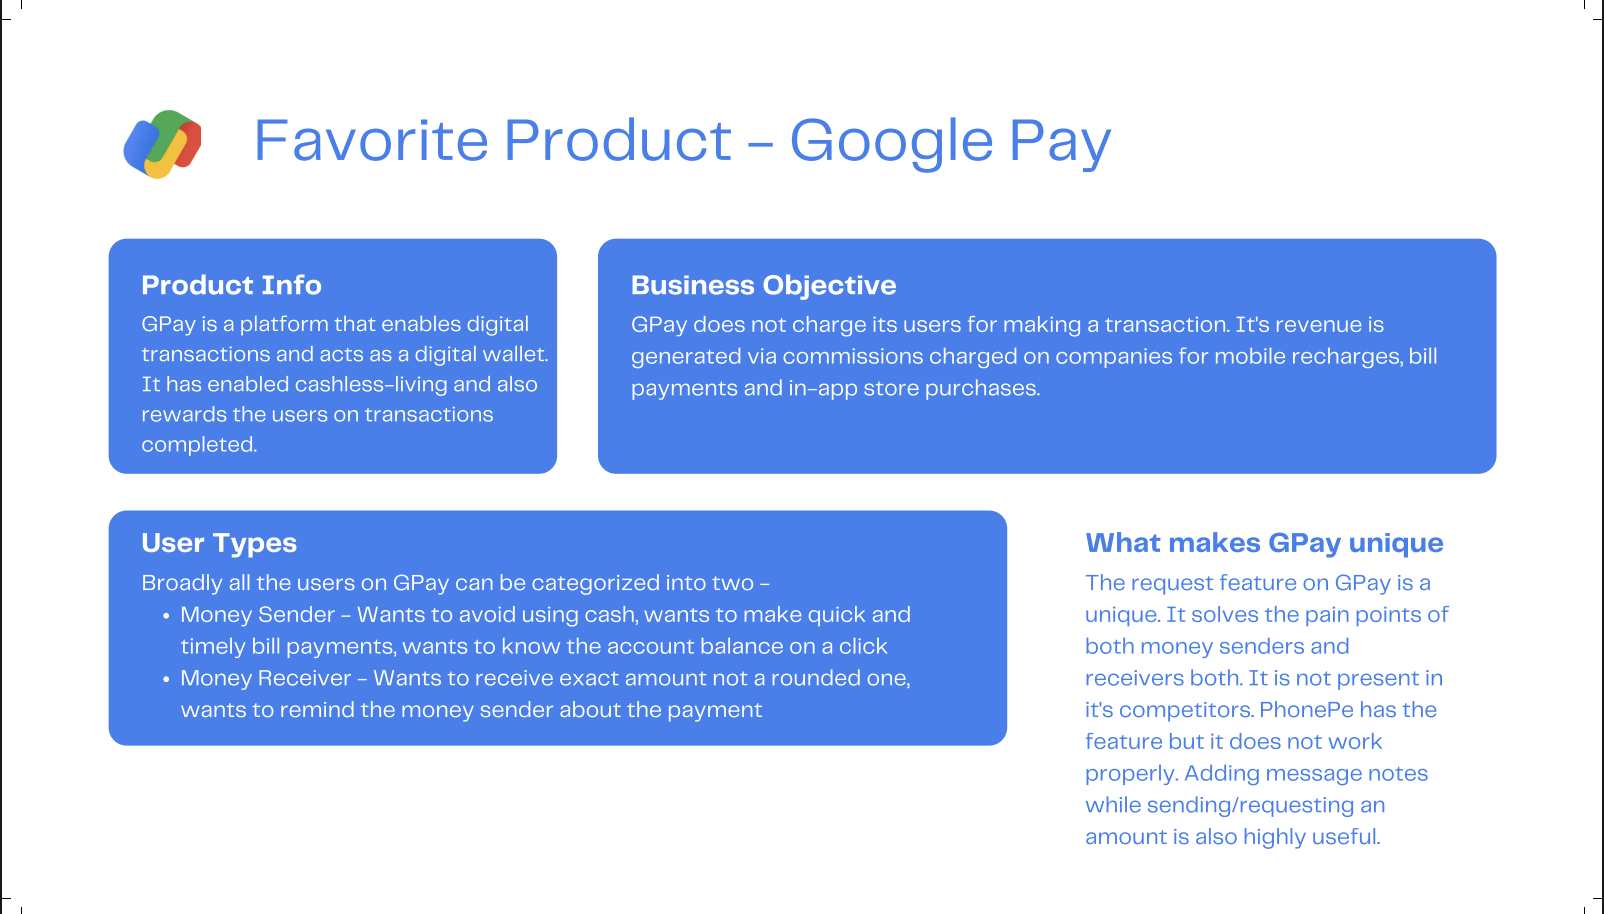 Favorite Product - Google Pay
Product Info
GPay is a platform that enables digital
transactions and acts as a digital wallet.
It has enabled cashless-living and also
rewards the users on transactions
completed.
Business Objective
GPay does not charge its users for making a transaction. It's revenue is
generated via commissions charged on companies for mobile recharges, bill
payments and in-app store purchases.
User Types
Broadly all the users on GPay can be categorized into two -
• Money Sender - Wants to avoid using cash, wants to make quick and
timely bill payments, wants to know the account balance on a click
• Money Receiver - Wants to receive exact amount not a rounded one,
wants to remind the money sender about the payment
What makes GPay unique
The request feature on GPay is a
unique. It solves the pain points of
both money senders and
receivers both. It is not present in
it's competitors. PhonePe has the
feature but it does not work
properly. Adding message notes
while sending/requesting an
amount is also highly useful.